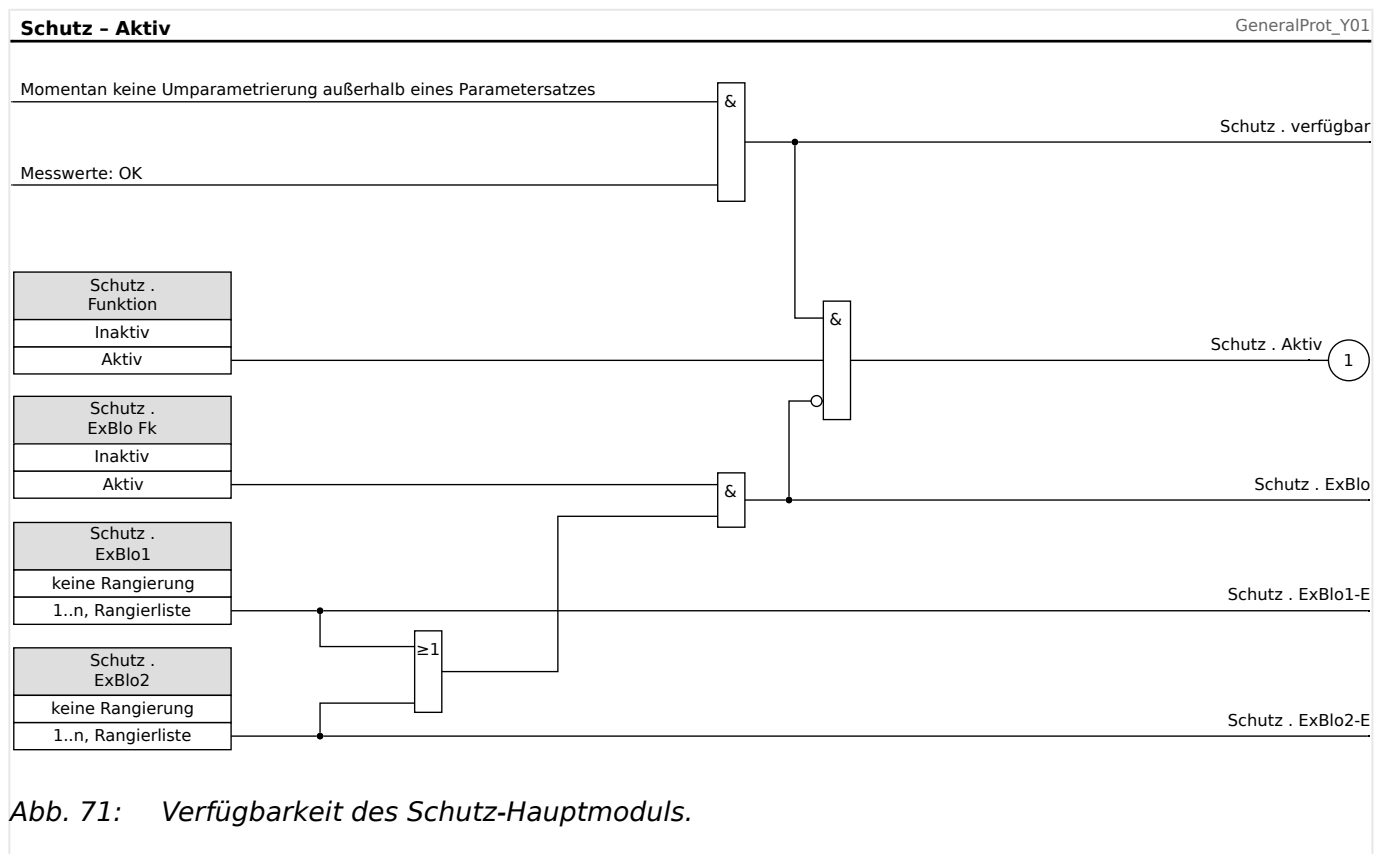 Schutz – Aktiv
GeneralProt_Y01
Momentan keine Umparametrierung außerhalb eines Parametersatzes
&
Schutz . verfügbar
Messwerte: OK
Schutz .
Funktion
Inaktiv
Aktiv
&
Schutz . Aktiv
1
Schutz .
ExBlo Fk
Inaktiv
Aktiv
&
Schutz . ExBlo
Schutz .
ExBlo1
keine Rangierung
1..n, Rangierliste
Schutz . ExBlo1-E
≥1
Schutz .
ExBlo2
keine Rangierung
1..n, Rangierliste
Schutz . ExBlo2-E
Abb. 71: Verfügbarkeit des Schutz-Hauptmoduls.